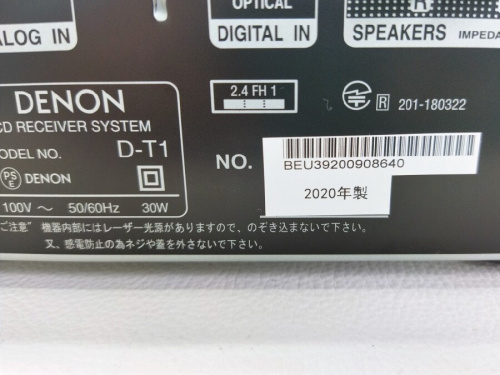 ALOG IN
OPTICAL
DIGITAL IN
SPEAKERS IMPEDA
DENON
CD RECEIVER SYSTEM
MODEL NO. D-T1
PSE DENON
100V ～ 50/60Hz 30W
2.4 FH 1
R 201-180322
NO.
BEU39200908640
2020年製
ご注意" 機器内部にはレーザー光源がありますので、のぞき込まないで下さい。
又、感電防止の為ネジや蓋を外さないで下さい。